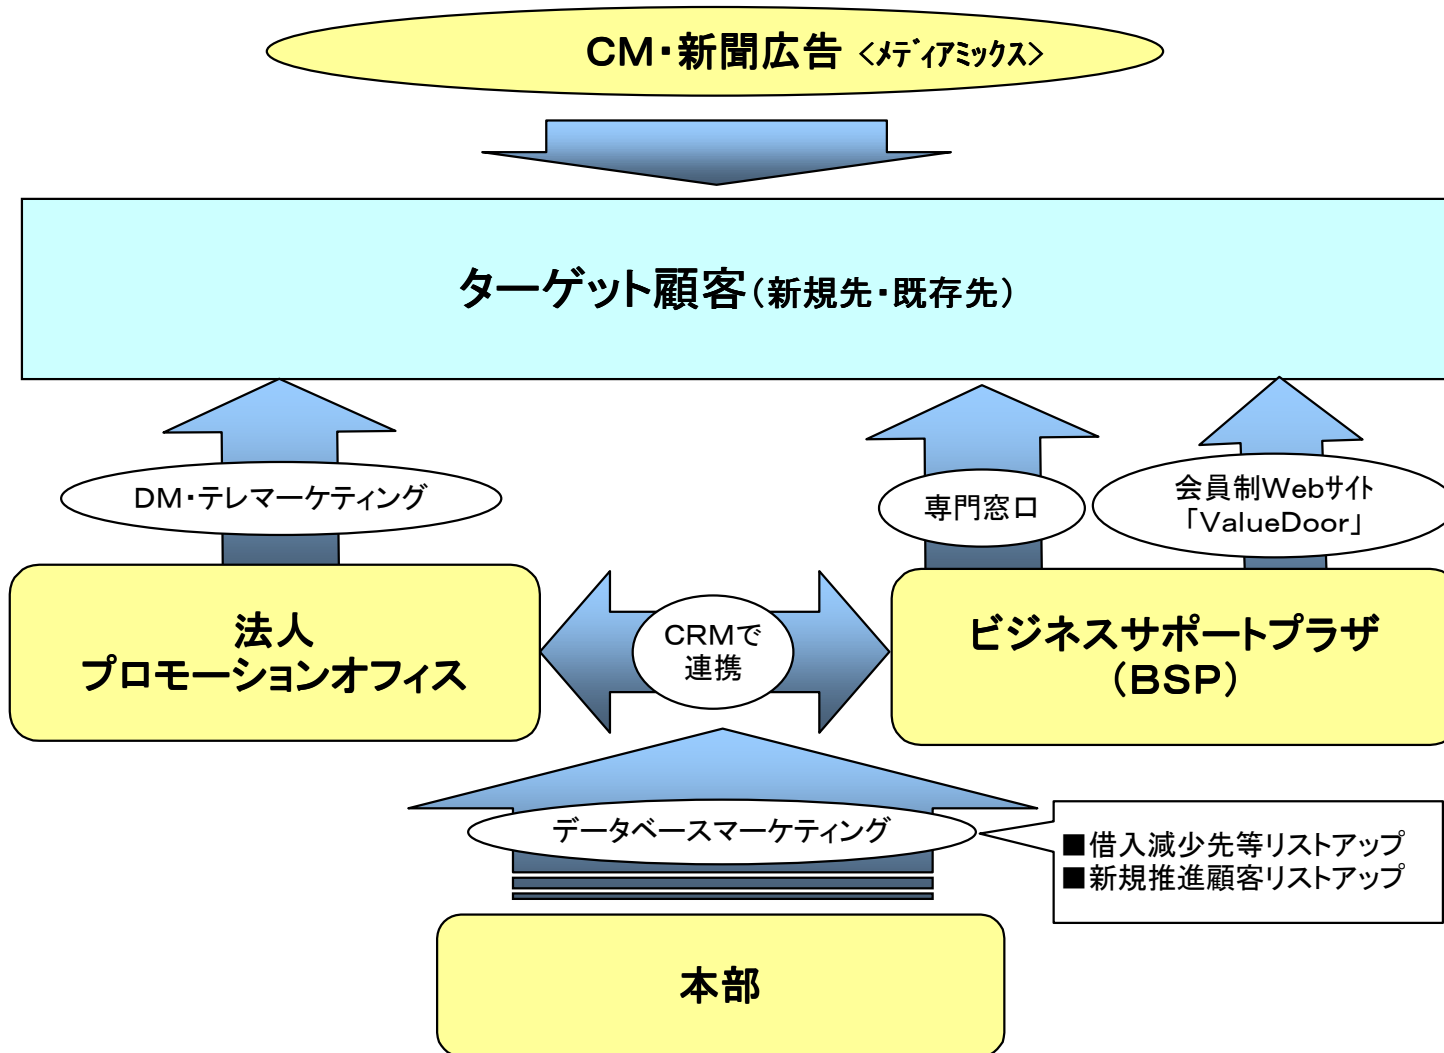 CM・新聞広告 <ﾒﾃﾞｨｱﾐｯｸｽ>
ターゲット顧客(新規先・既存先)
DM・テレマーケティング
専門窓口
会員制Webｻｲﾄ
「ValueDoor」
法人
プロモーションオフィス
CRMで
連携
ビジネスサポートプラザ
(BSP)
データベースマーケティング
■借入減少先等リストアップ
■新規推進顧客リストアップ
本部